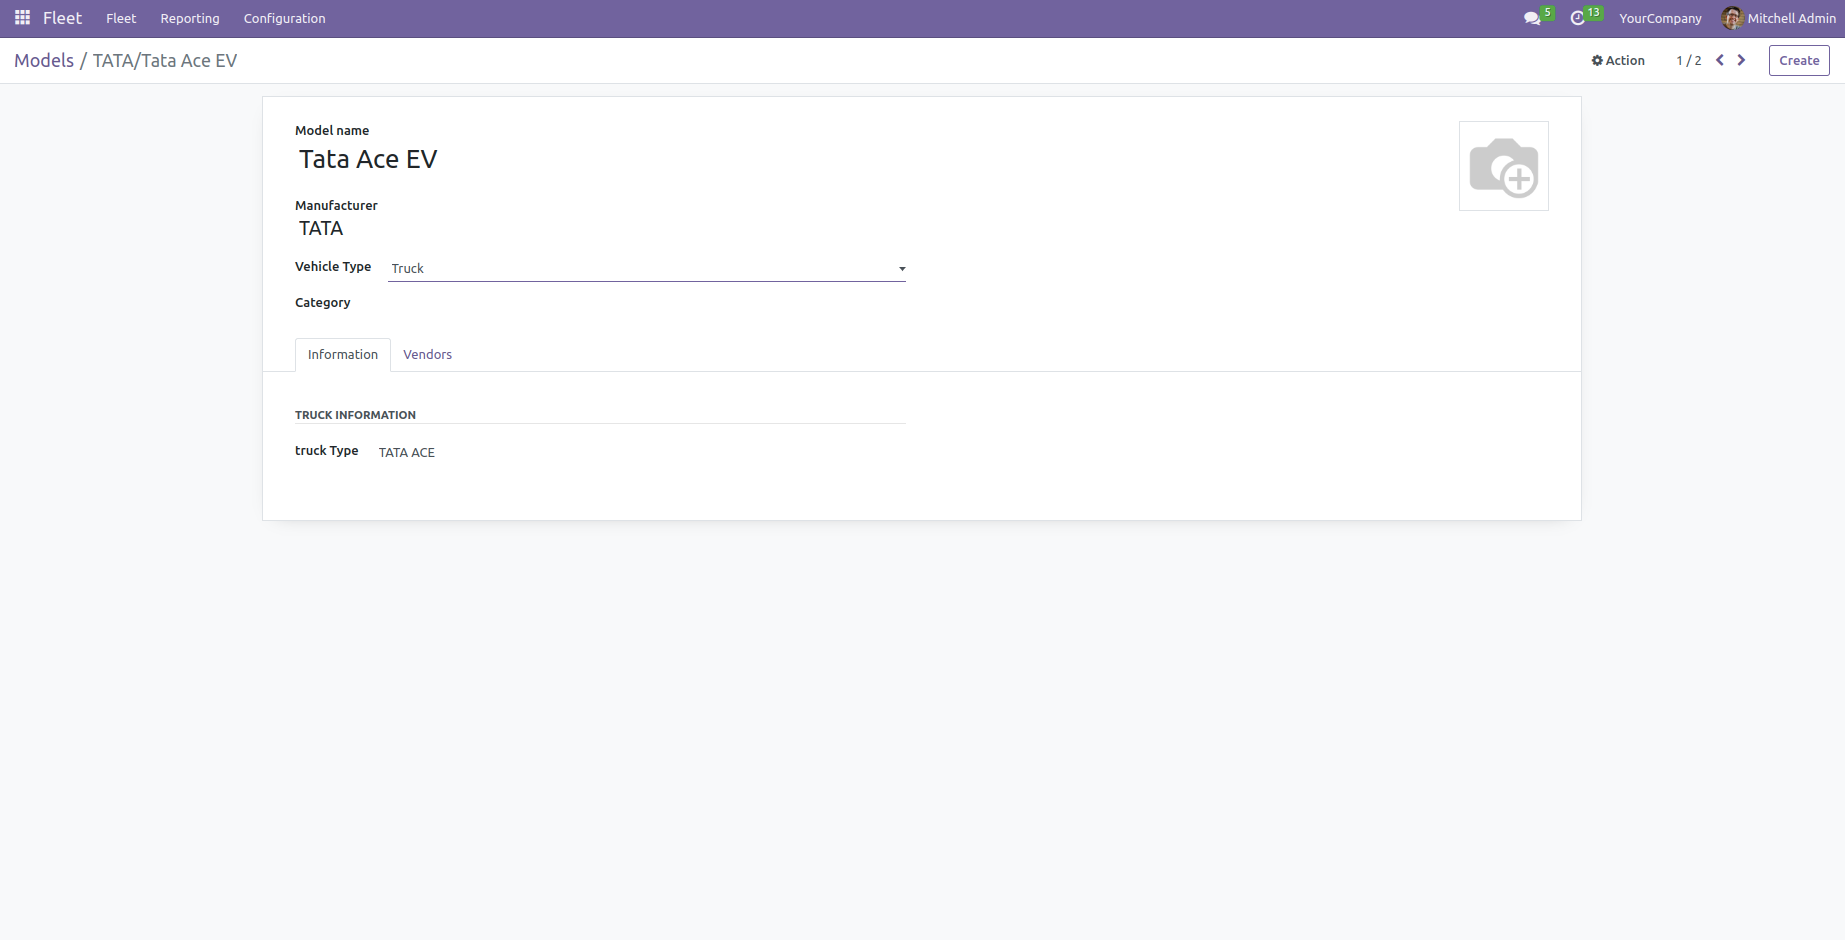 Fleet Fleet Reporting Configuration 5 13 YourCompany Mitchell Admin
Models / TATA/Tata Ace EV Action 1 / 2 Create
Model name
Tata Ace EV
Manufacturer
TATA
Vehicle Type Truck
Category
Information Vendors
TRUCK INFORMATION
truck Type TATA ACE